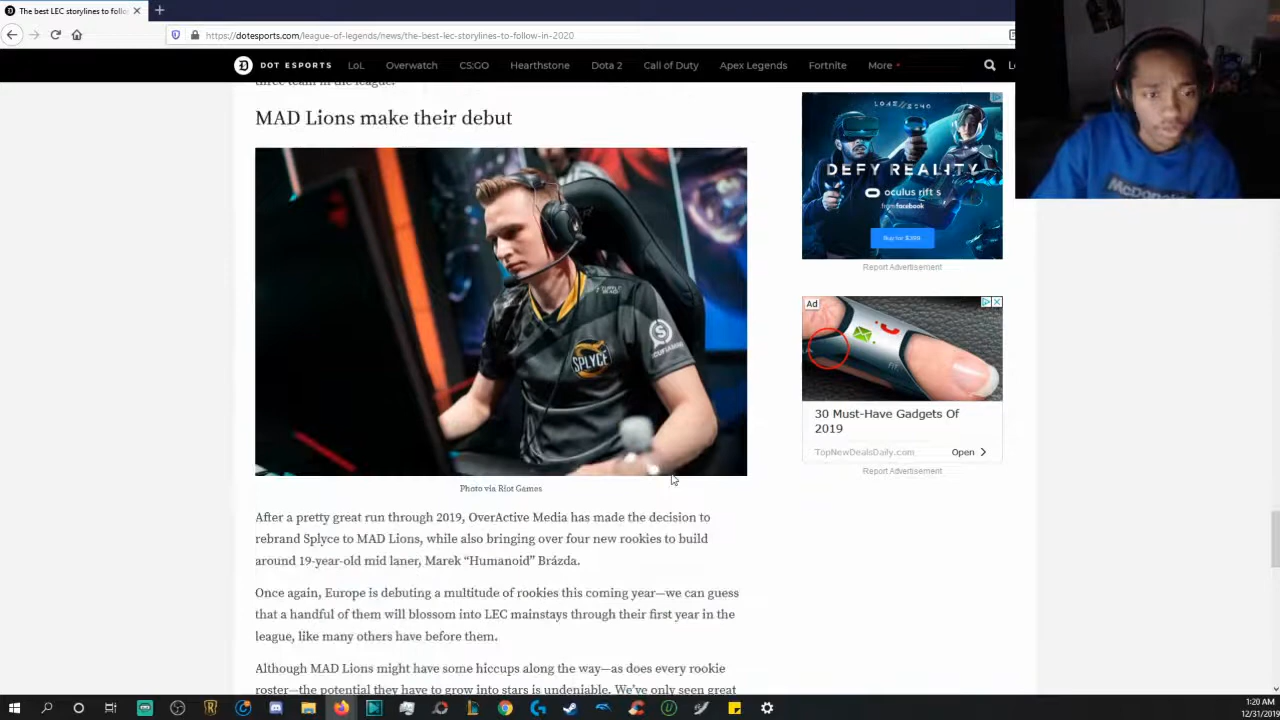 The best LEC storylines to follo
https://dotesports.com/league-of-legends/news/the-best-lec-storylines-to-follow-in-2020
DOT ESPORTS LoL Overwatch CS:GO Hearthstone Dota 2 Call of Duty Apex Legends Fortnite More
three team in the league.
MAD Lions make their debut
SPLYCE
Photo via Riot Games
After a pretty great run through 2019, OverActive Media has made the decision to
rebrand Splyce to MAD Lions, while also bringing over four new rookies to build
around 19-year-old mid laner, Marek “Humanoid” Brázda.
Once again, Europe is debuting a multitude of rookies this coming year—we can guess
that a handful of them will blossom into LEC mainstays through their first year in the
league, like many others have before them.
Although MAD Lions might have some hiccups along the way—as does every rookie
roster—the potential they have to grow into stars is undeniable. We’ve only seen great
DEFY REALITY
oculus rift s
from facebook
Buy for $399
Report Advertisement
Ad
30 Must-Have Gadgets Of
2019
TopNewDealsDaily.com Open
Report Advertisement
McDonald
1:20 AM
12/31/2019